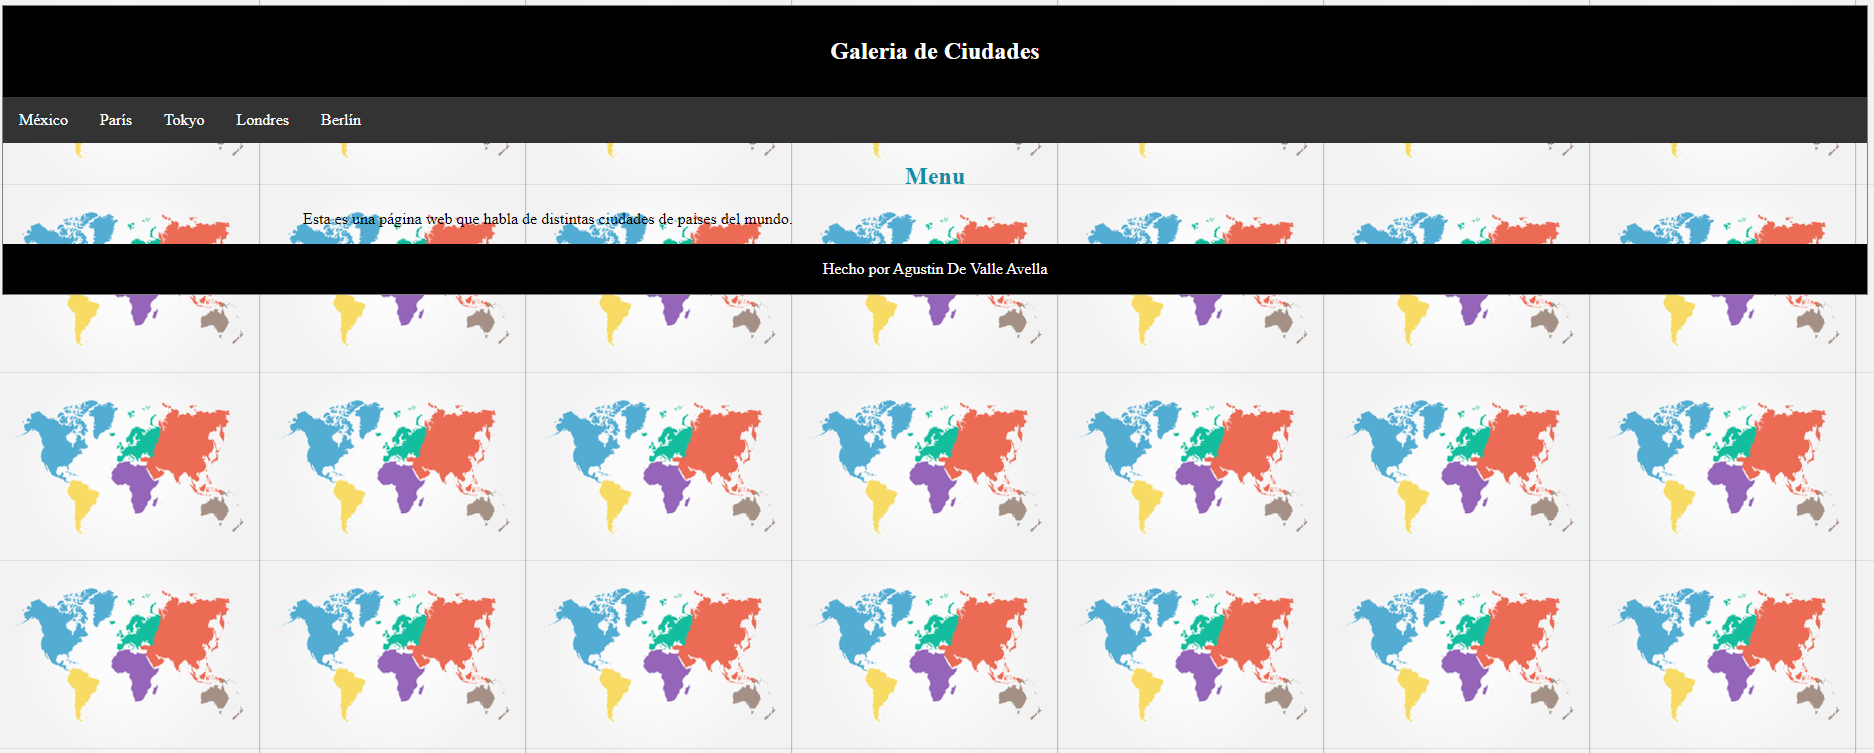 Galeria de Ciudades
México París Tokyo Londres Berlín
Menu
Esta es una página web que habla de distintas ciudades de paises del mundo.
Hecho por Agustin De Valle Avella